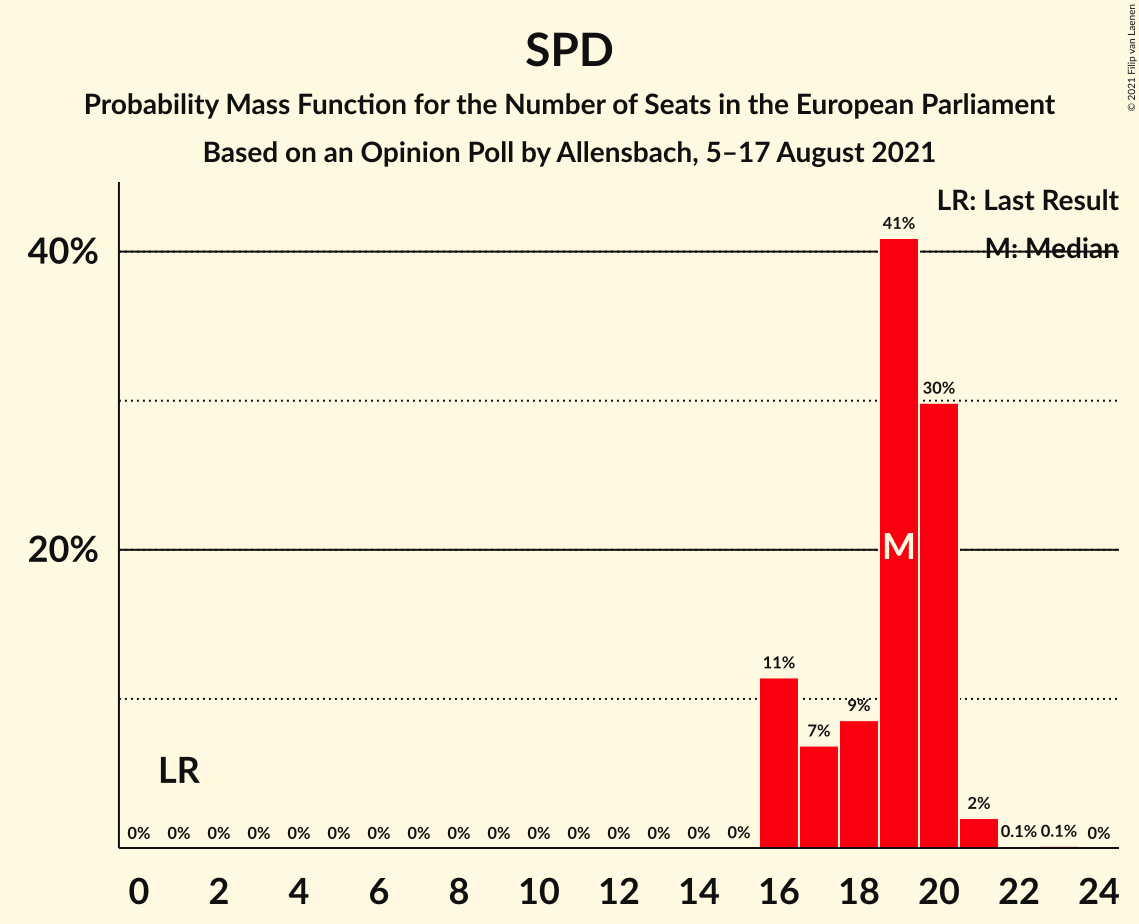 SPD
Probability Mass Function for the Number of Seats in the European Parliament
Based on an Opinion Poll by Allensbach, 5–17 August 2021
© 2021 Filip van Laenen
LR: Last Result
M: Median
40%
20%
41%
30%
M
11%
9%
7%
LR
2%
0% 0% 0% 0% 0% 0% 0% 0% 0% 0% 0% 0% 0% 0% 0% 0% 0.1% 0.1% 0%
0 2 4 6 8 10 12 14 16 18 20 22 24